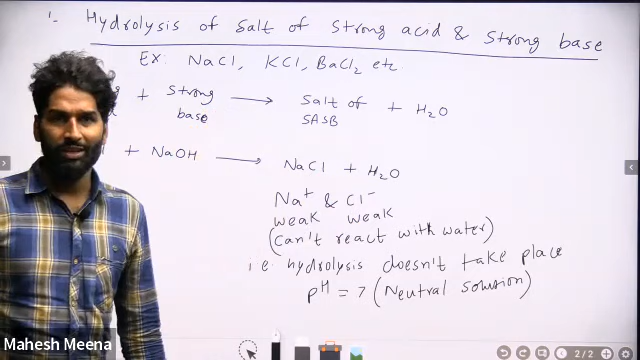 1. Hydrolysis of Salt of Strong acid & Strong base
Ex: NaCl, KCl, BaCl₂ etc
+ Strong base ⟶ Salt of SASB + H₂O
+ NaOH ⟶ NaCl + H₂O
Na⁺ & Cl⁻
weak weak
(can't react with water)
i.e. hydrolysis doesn't take place
pH = 7 (Neutral solution)
Mahesh Meena
2/2